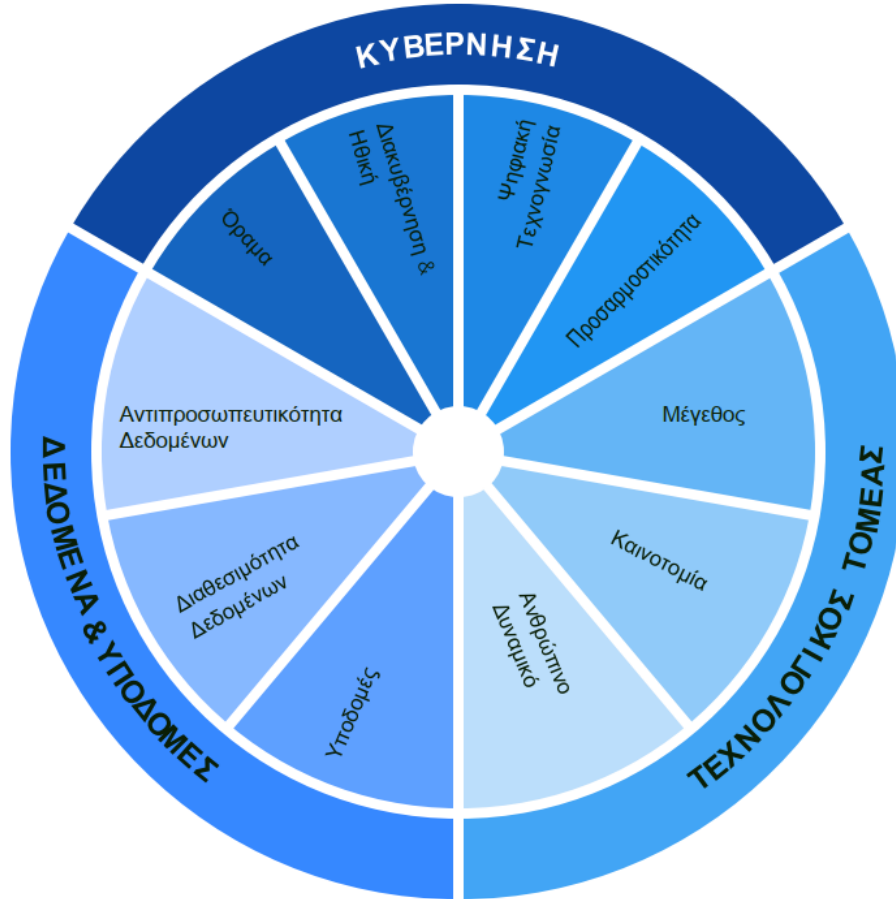 ΚΥΒΕΡΝΗΣΗ
Όραμα
Διακυβέρνηση &
Ηθική
Ψηφιακή
Τεχνογνωσία
Προσαρμοστικότητα
ΤΕΧΝΟΛΟΓΙΚΟΣ ΤΟΜΕΑΣ
Μέγεθος
Καινοτομία
Ανθρώπινο
Δυναμικό
ΔΕΔΟΜΕΝΑ & ΥΠΟΔΟΜΕΣ
Αντιπροσωπευτικότητα
Δεδομένων
Διαθεσιμότητα
Δεδομένων
Υποδομές